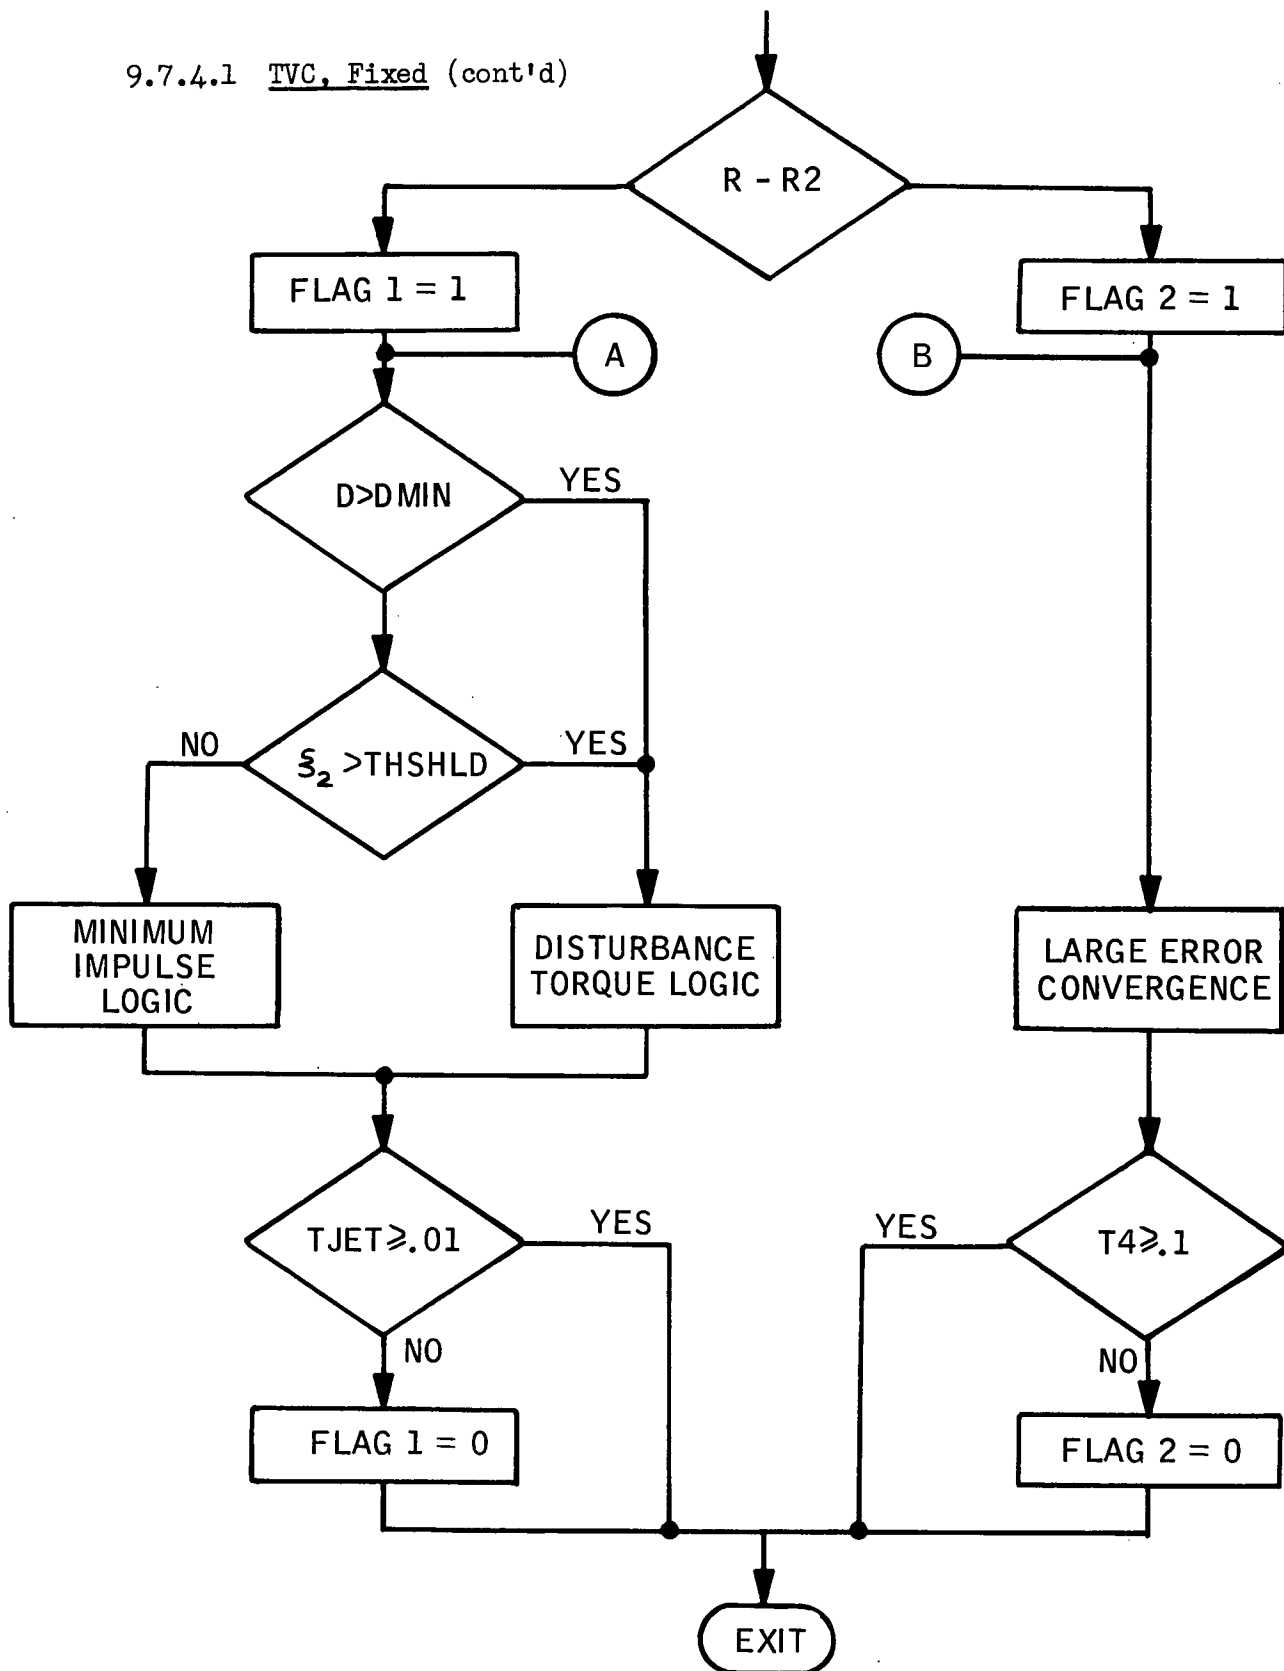 9.7.4.1 TVC, Fixed (cont'd)
R - R2
FLAG 1 = 1
FLAG 2 = 1
A
B
D>DMIN
YES
NO
ξ₂ >THSHLD
YES
MINIMUM
IMPULSE
LOGIC
DISTURBANCE
TORQUE LOGIC
LARGE ERROR
CONVERGENCE
TJET⩾.01
YES
YES
T4⩾.1
NO
NO
FLAG 1 = 0
FLAG 2 = 0
EXIT